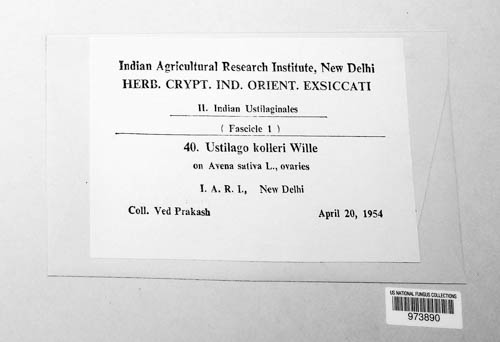 Indian Agricultural Research Institute, New Delhi
HERB. CRYPT. IND. ORIENT. EXSICCATI
II. Indian Ustilaginales
( Fascicle 1 )
40. Ustilago kolleri Wille
on Avena sativa L., ovaries
I. A. R. I., New Delhi
Coll. Ved Prakash April 20, 1954
US NATIONAL FUNGUS COLLECTIONS
973890